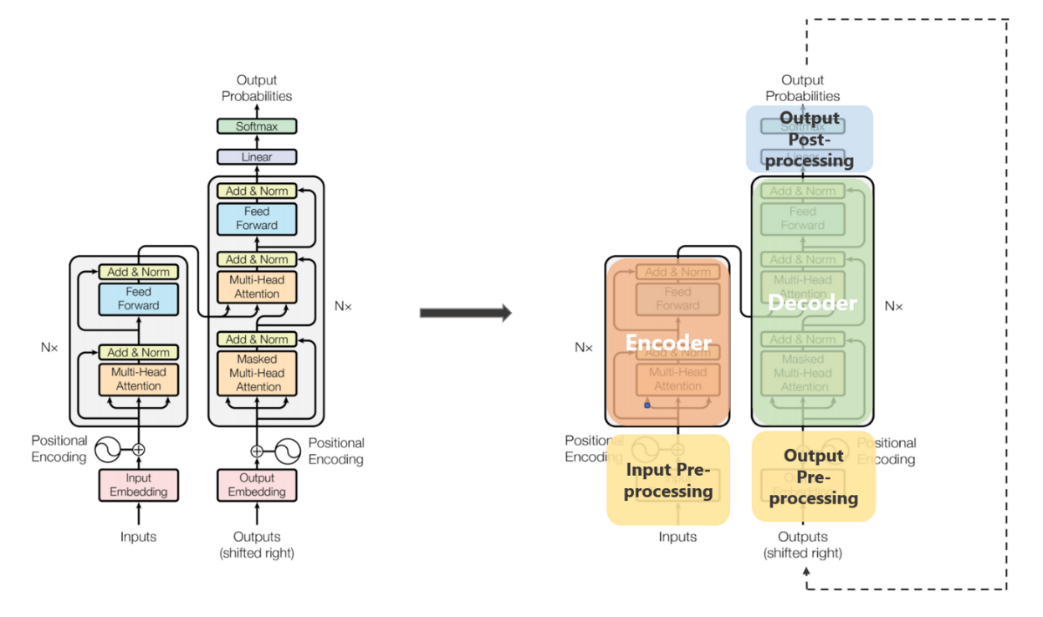 Output
Probabilities
Softmax
Linear
Add & Norm
Feed
Forward
Add & Norm
Multi-Head
Attention
Add & Norm
Masked
Multi-Head
Attention
Nx
Add & Norm
Feed
Forward
Add & Norm
Multi-Head
Attention
Nx
Positional
Encoding
Input
Embedding
Inputs
Output
Embedding
Positional
Encoding
Outputs
(shifted right)
Output
Probabilities
Softmax
Linear
Output
Post-
processing
Add & Norm
Feed
Forward
Add & Norm
Multi-Head
Attention
Decoder
Add & Norm
Masked
Multi-Head
Attention
Nx
Add & Norm
Feed
Forward
Encoder
Add & Norm
Multi-Head
Attention
Nx
Positional
Encoding
Input Pre-
processing
Inputs
Output
Pre-
processing
Positional
Encoding
Outputs
(shifted right)